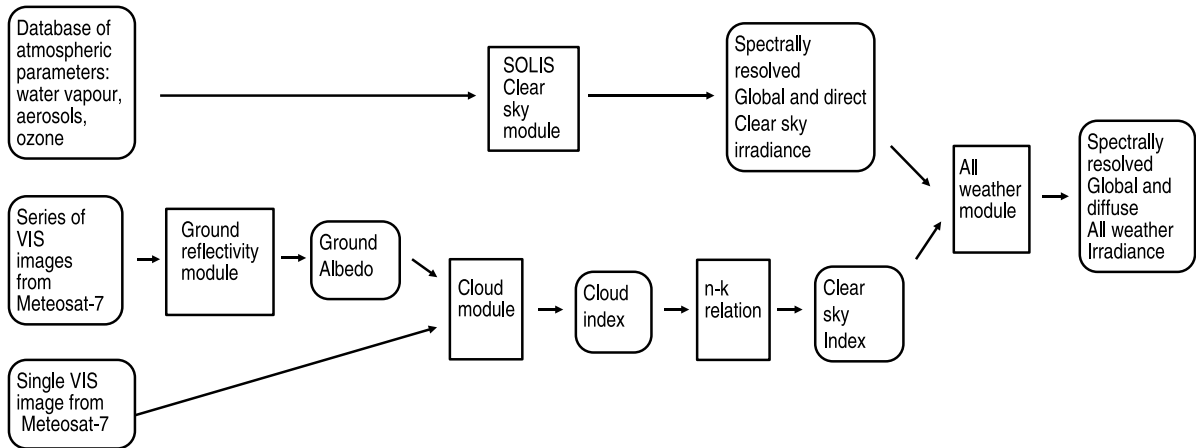 Database of
atmospheric
parameters:
water vapour,
aerosols,
ozone
SOLIS
Clear
sky
module
Spectrally
resolved
Global and direct
Clear sky
irradiance
All
weather
module
Spectrally
resolved
Global and
diffuse
All weather
Irradiance
Series of
VIS
images
from
Meteosat-7
Ground
reflectivity
module
Ground
Albedo
Cloud
module
Cloud
index
n-k
relation
Clear
sky
Index
Single VIS
image from
Meteosat-7